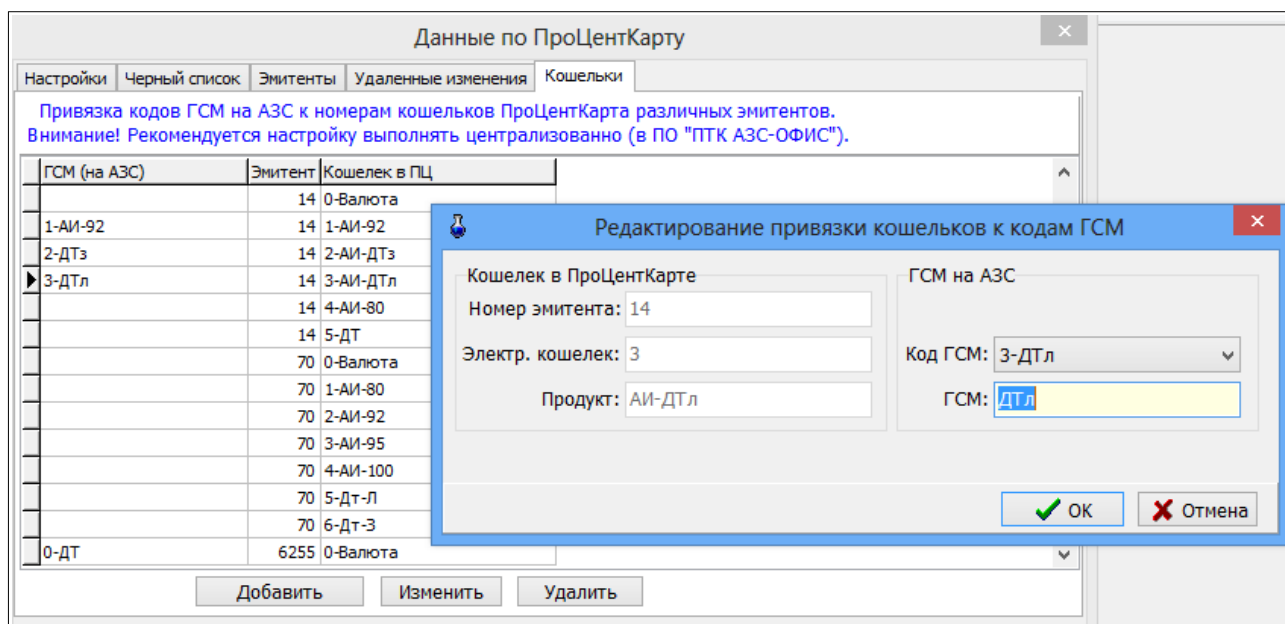 Данные по ПроЦентКарту
Настройки Черный список Эмитенты Удаленные изменения Кошельки
Привязка кодов ГСМ на АЗС к номерам кошельков ПроЦентКарта различных эмитентов.
Внимание! Рекомендуется настройку выполнять централизованно (в ПО "ПТК АЗС-ОФИС").
ГСМ (на АЗС) Эмитент Кошелек в ПЦ
14 0-Валюта
1-АИ-92 14 1-АИ-92
2-ДТз 14 2-АИ-ДТз
3-ДТл 14 3-АИ-ДТл
14 4-АИ-80
14 5-ДТ
70 0-Валюта
70 1-АИ-80
70 2-АИ-92
70 3-АИ-95
70 4-АИ-100
70 5-Дт-Л
70 6-Дт-З
0-ДТ 6255 0-Валюта
Добавить Изменить Удалить
Редактирование привязки кошельков к кодам ГСМ
Кошелек в ПроЦентКарте
Номер эмитента: 14
Электр. кошелек: 3
Продукт: АИ-ДТл
ГСМ на АЗС
Код ГСМ: 3-ДТл
ГСМ: ДТл
ОК Отмена